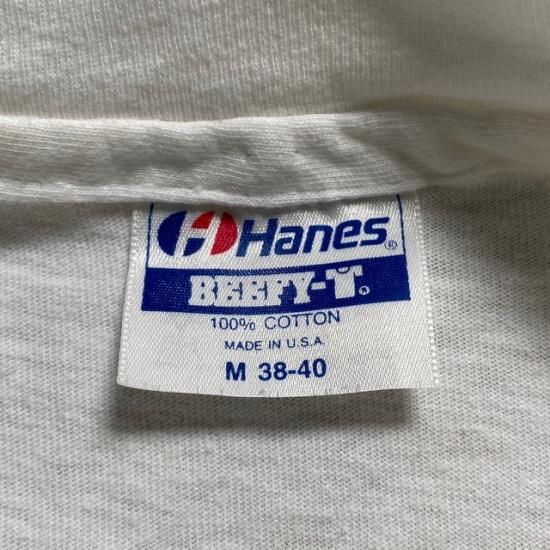 Hanes®
BEEFY-T®
100% COTTON
MADE IN U.S.A.
M 38-40